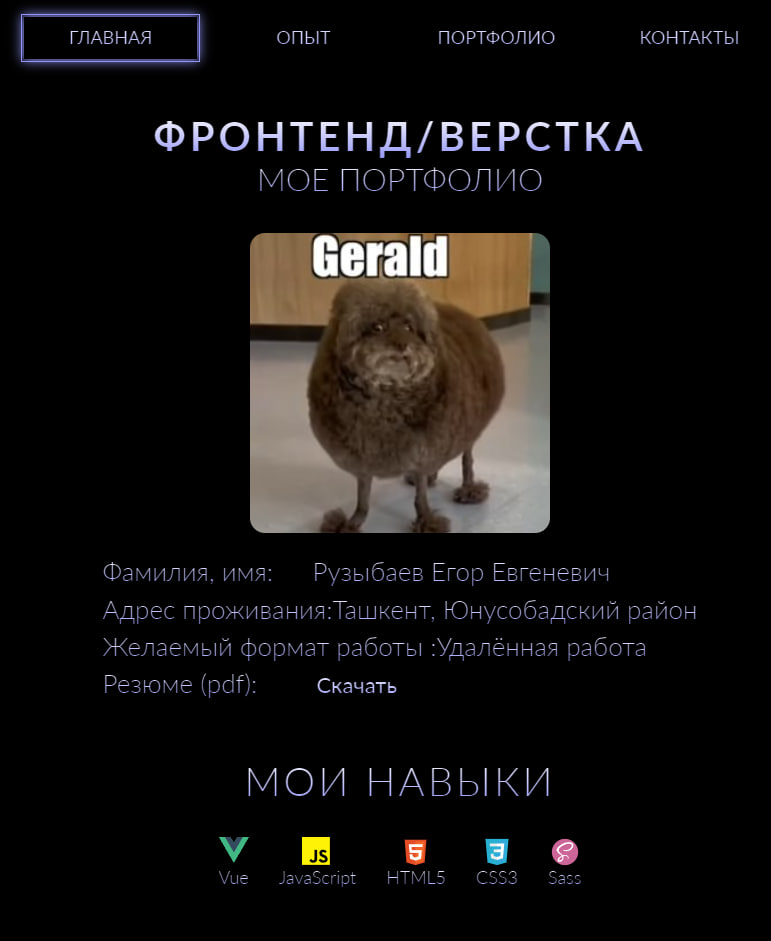 ГЛАВНАЯ ОПЫТ ПОРТФОЛИО КОНТАКТЫ
ФРОНТЕНД/ВЕРСТКА
МОЕ ПОРТФОЛИО
Gerald
Фамилия, имя: Рузыбаев Егор Евгеневич
Адрес проживания:Ташкент, Юнусобадский район
Желаемый формат работы :Удалённая работа
Резюме (pdf): Скачать
МОИ НАВЫКИ
JS 5 3 S
Vue JavaScript HTML5 CSS3 Sass